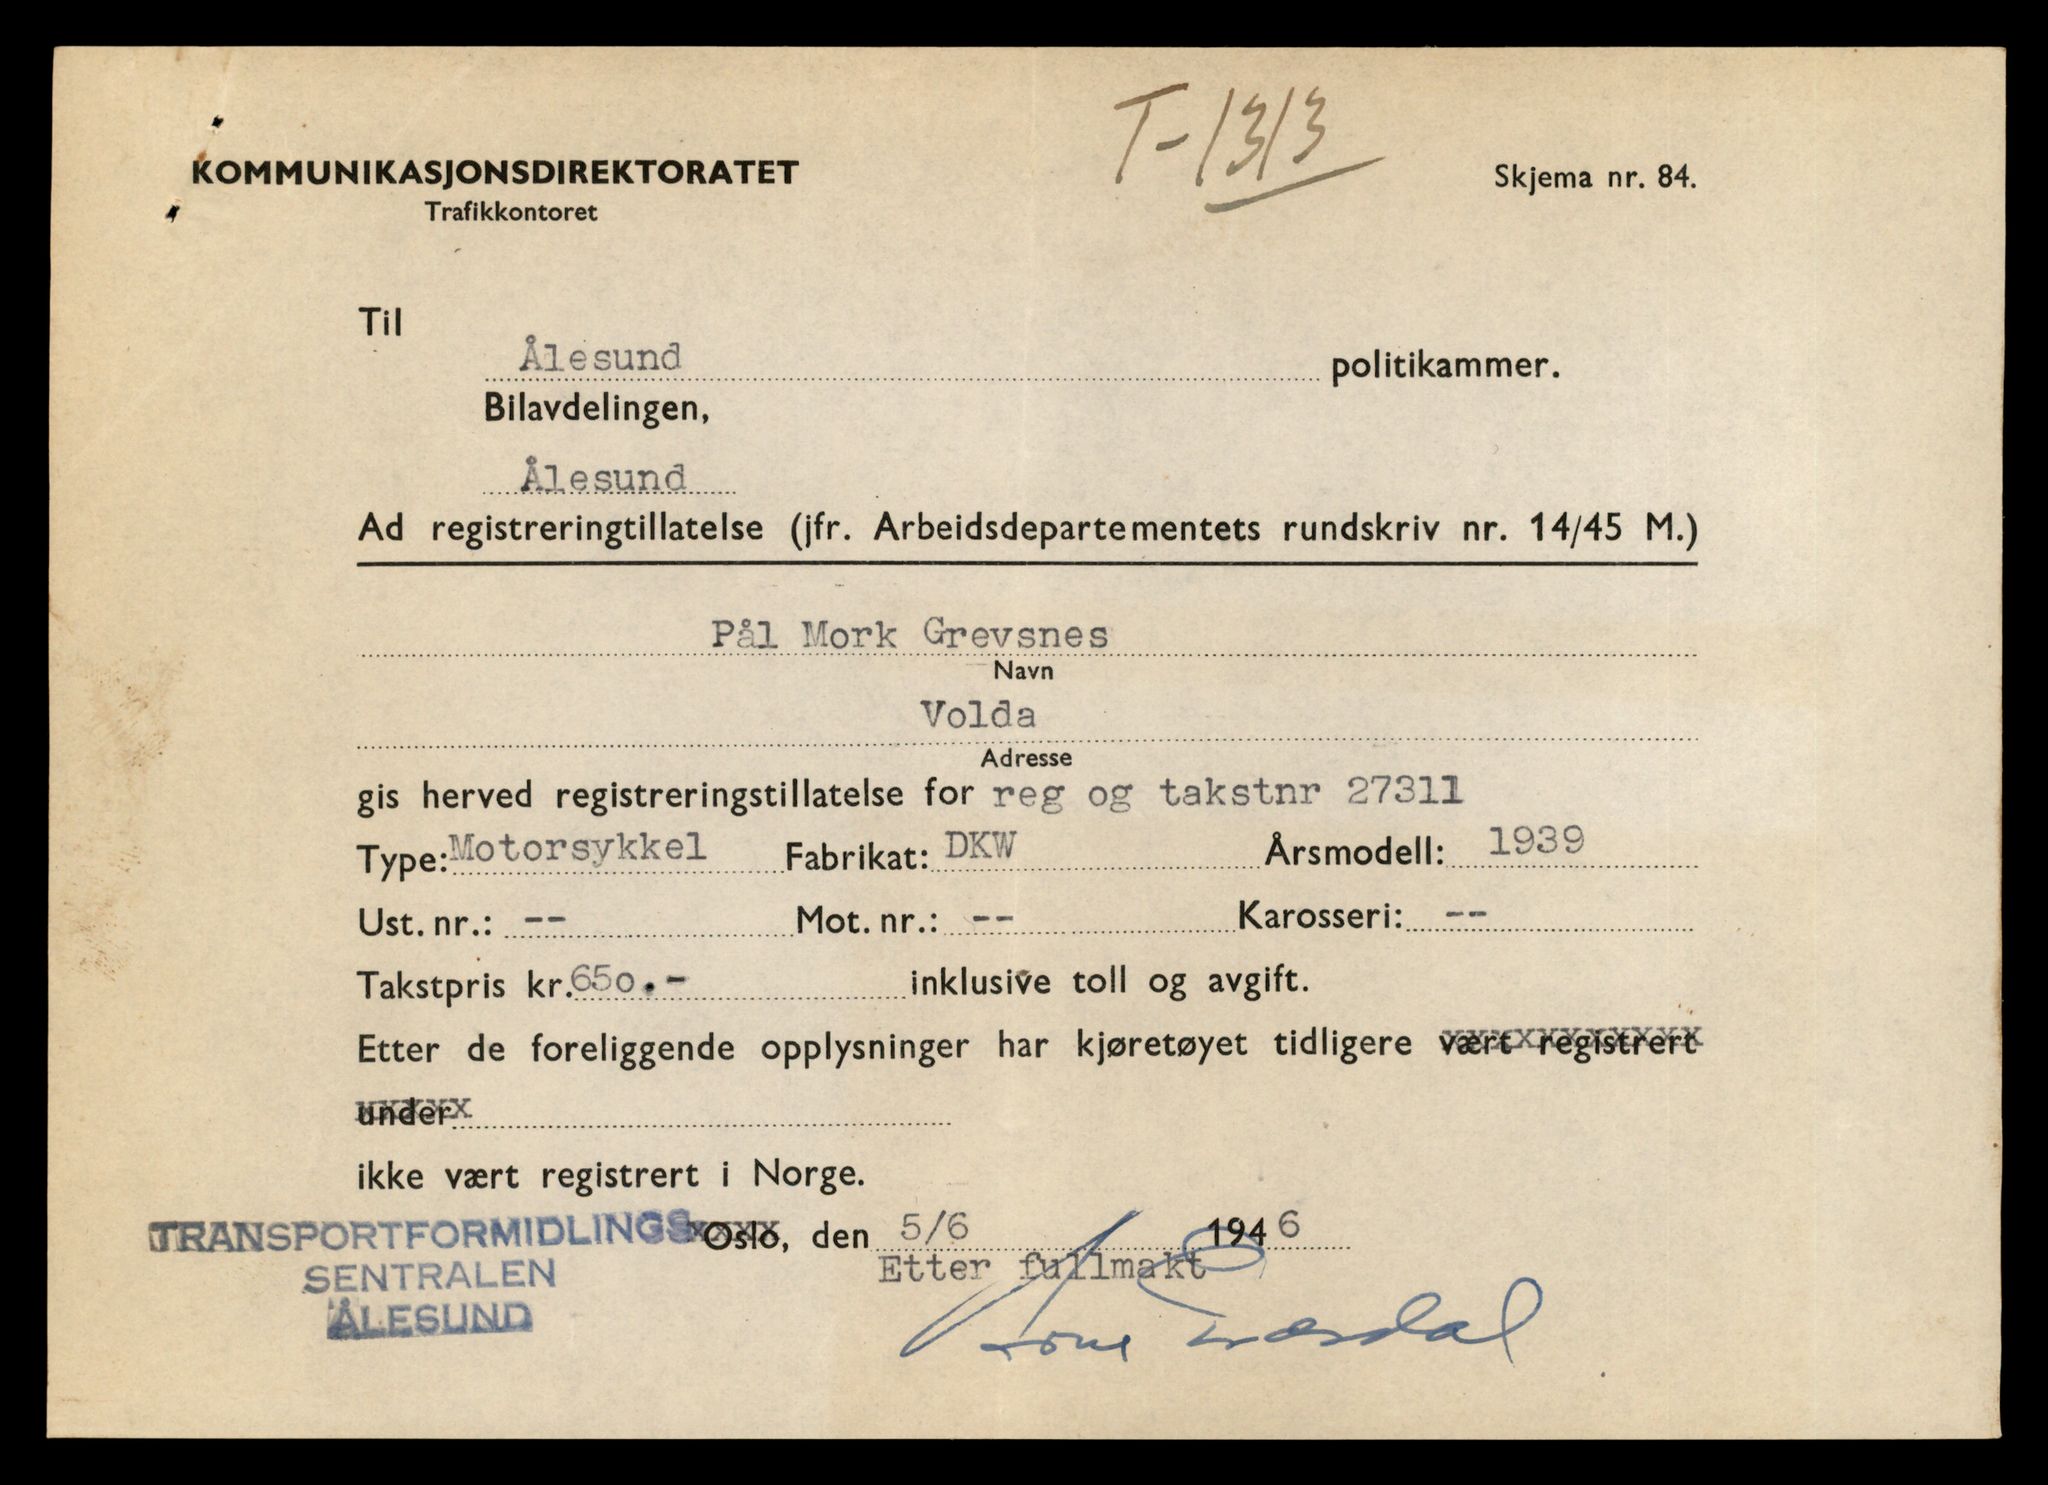 T-1313
KOMMUNIKASJONSDIREKTORATET
Trafikkontoret
Skjema nr. 84.
Til
Ålesund politikammer.
Bilavdelingen,
Ålesund
Ad registreringtillatelse (jfr. Arbeidsdepartementets rundskriv nr. 14/45 M.)
Pål Mork Grevsnes
Navn
Volda
Adresse
gis herved registreringstillatelse for reg og takstnr 27311
Type: Motorsykkel Fabrikat: DKW Årsmodell: 1939
Ust. nr.: -- Mot. nr.: -- Karosseri: --
Takstpris kr. 650.- inklusive toll og avgift.
Etter de foreliggende opplysninger har kjøretøyet tidligere vært registrert
under
ikke vært registrert i Norge.
TRANSPORTFORMIDLINGS Oslo, den 5/6 1946
SENTRALEN Etter fullmakt
ÅLESUND